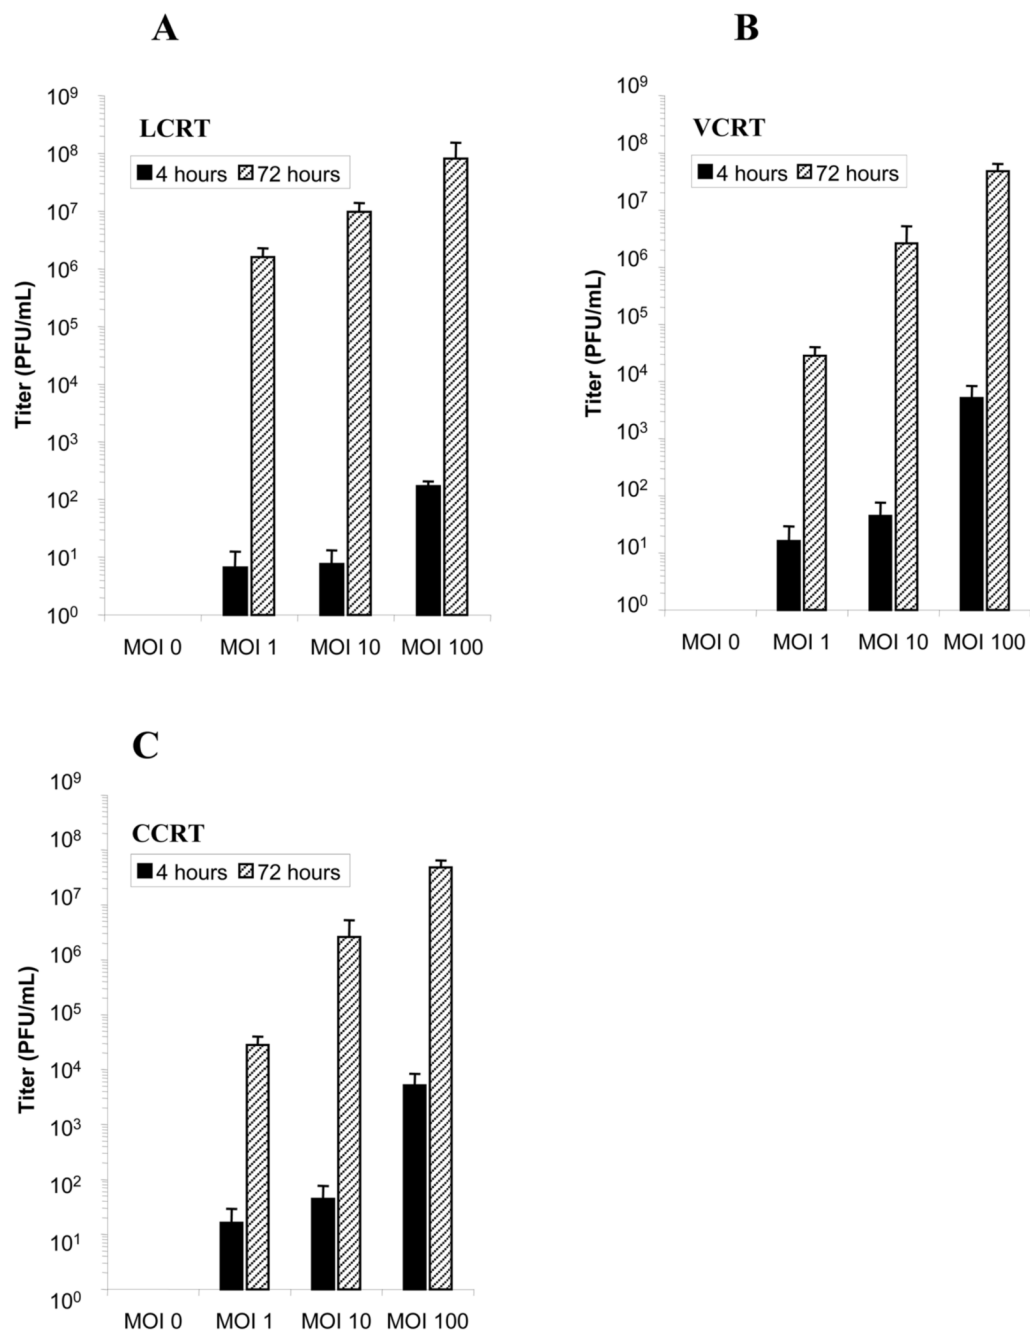 A
10⁹
10⁸
10⁷
10⁶
10⁵
10⁴
10³
10²
10¹
10⁰
Titer (PFU/mL)
LCRT
4 hours 72 hours
MOI 0 MOI 1 MOI 10 MOI 100
B
10⁹
10⁸
10⁷
10⁶
10⁵
10⁴
10³
10²
10¹
10⁰
Titer (PFU/mL)
VCRT
4 hours 72 hours
MOI 0 MOI 1 MOI 10 MOI 100
C
10⁹
10⁸
10⁷
10⁶
10⁵
10⁴
10³
10²
10¹
10⁰
Titer (PFU/mL)
CCRT
4 hours 72 hours
MOI 0 MOI 1 MOI 10 MOI 100